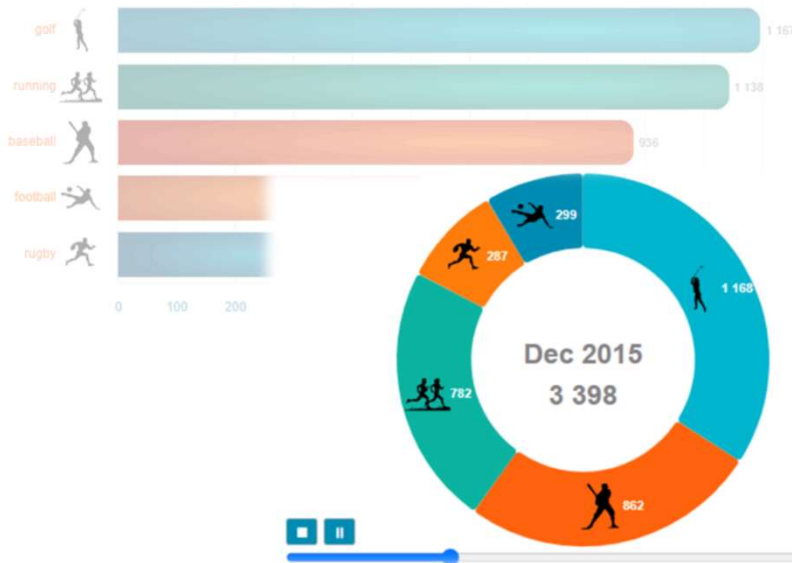 golf
1 167
running
1 138
baseball
936
football
rugby
0 100 200
299
287
1 168
782
Dec 2015
3 398
862